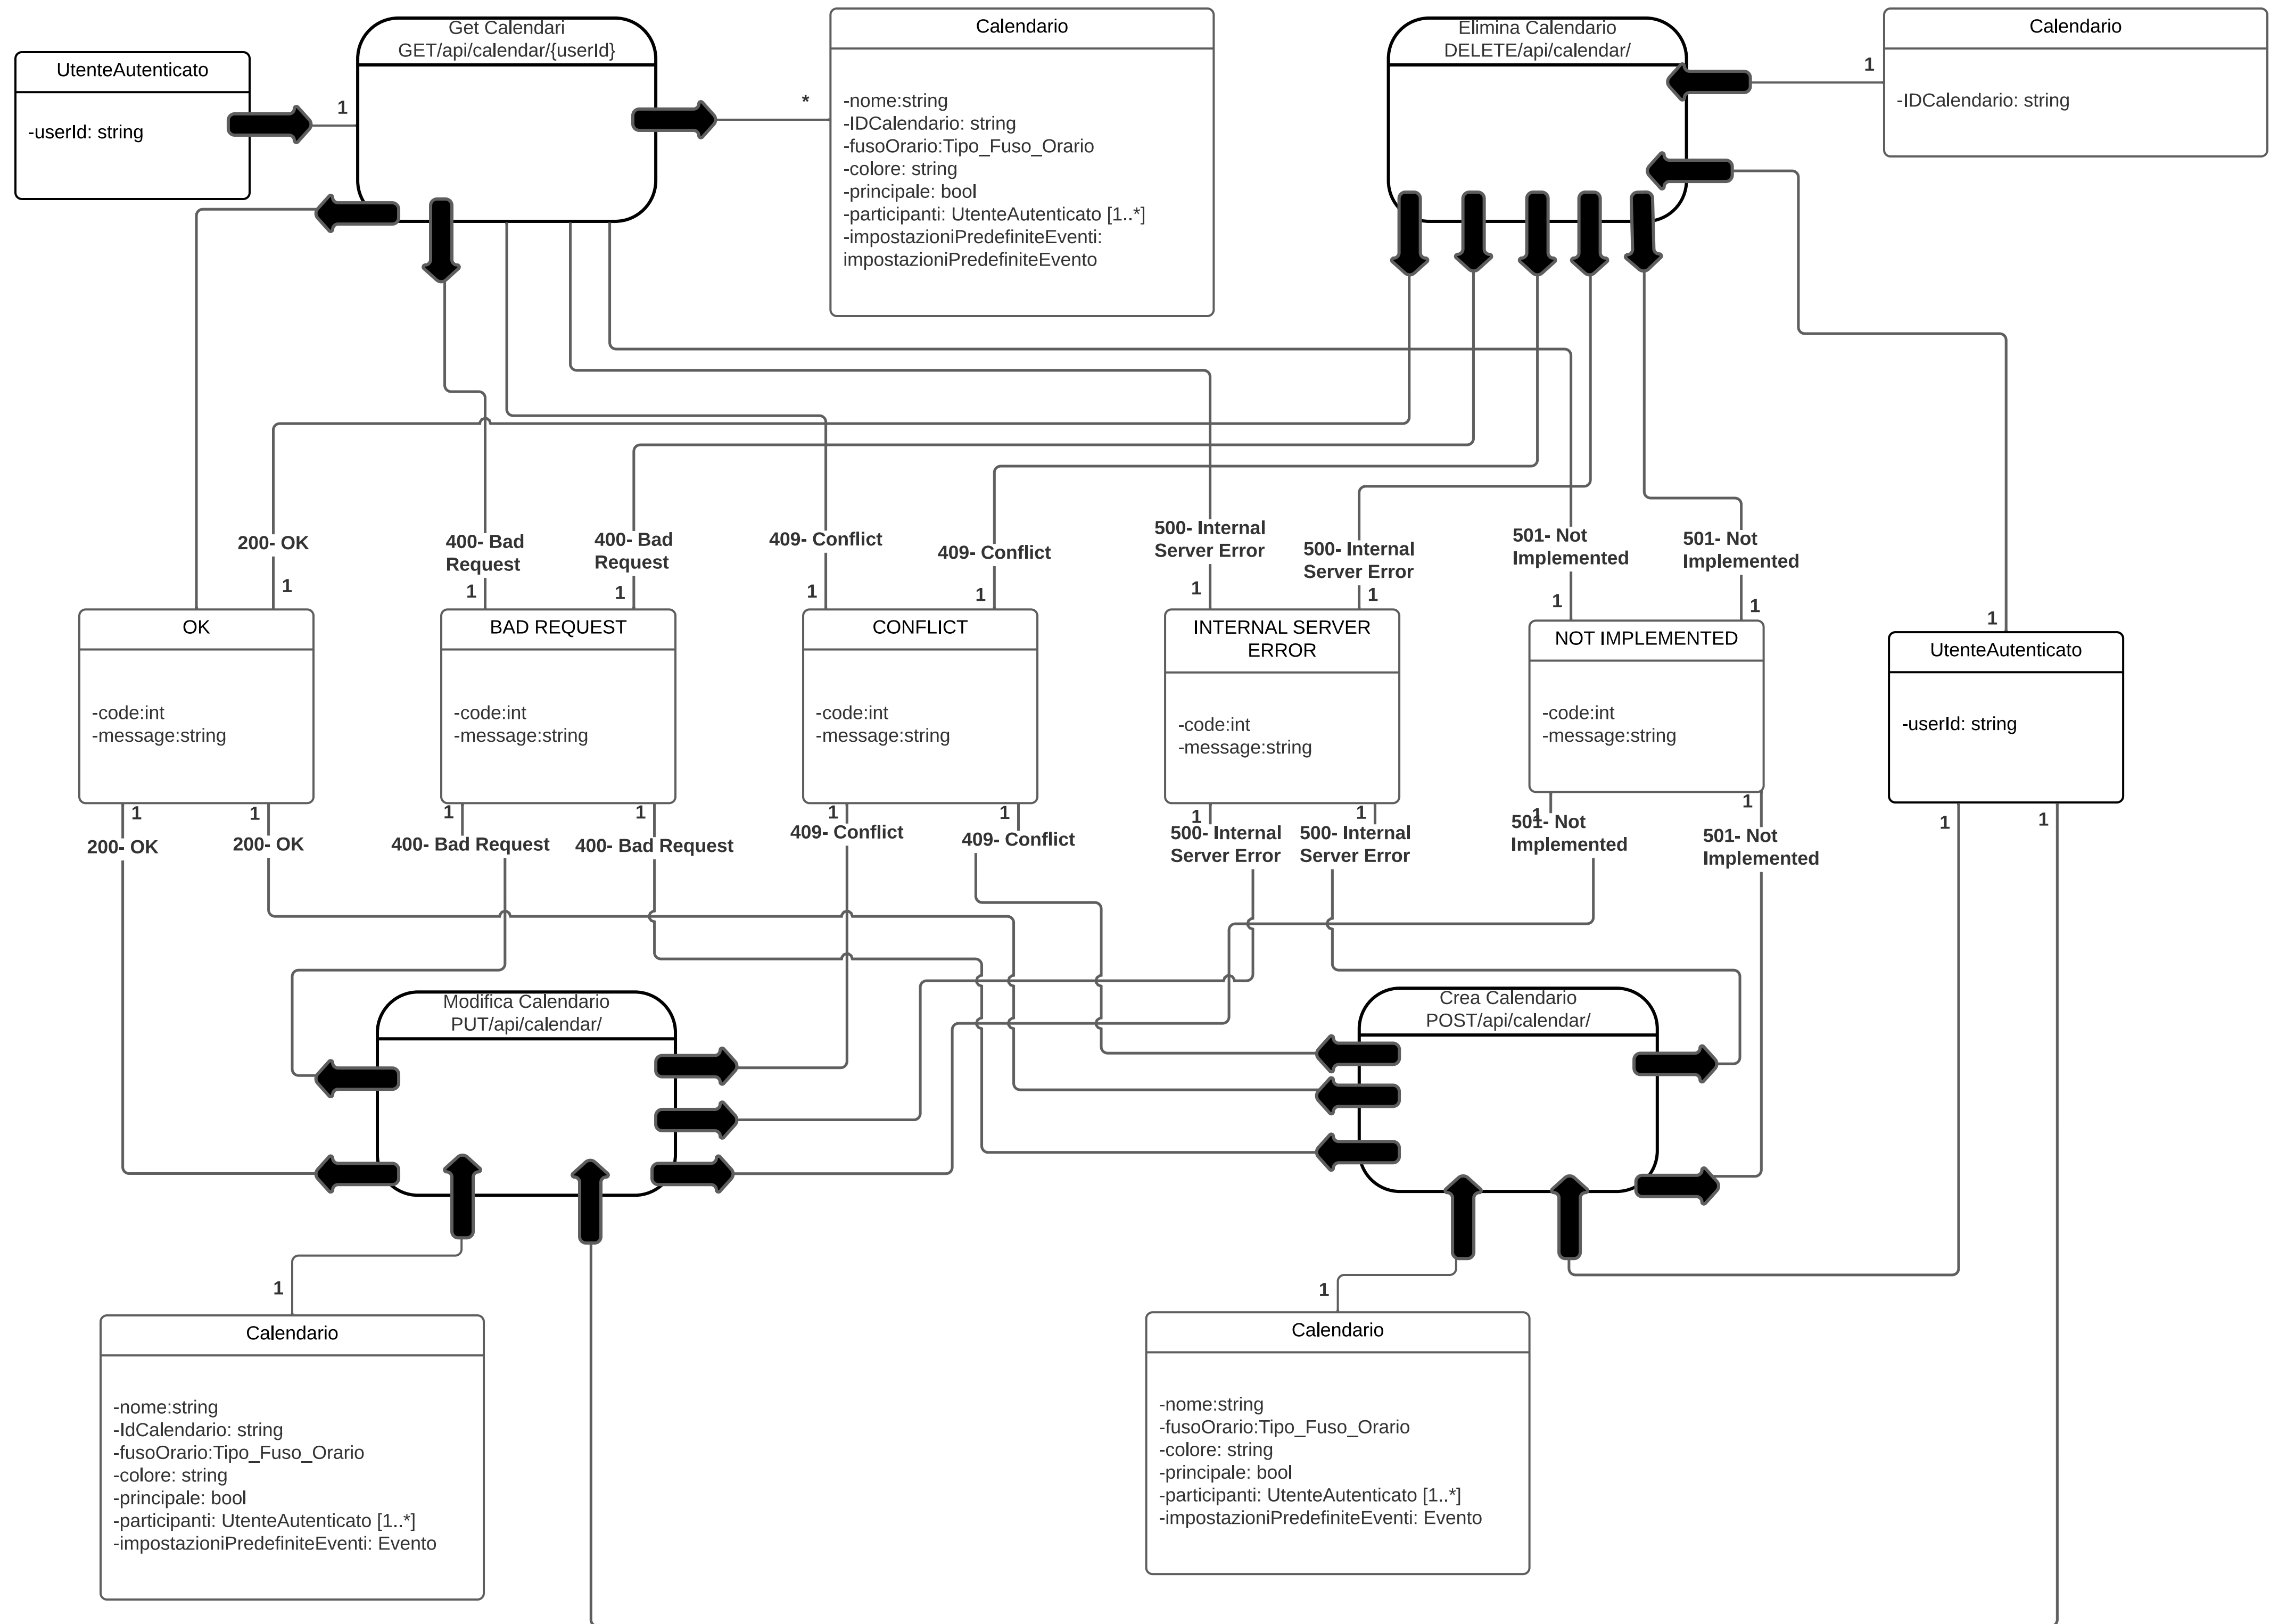 Get Calendari
GET/api/calendar/{userId}
Calendario
Elimina Calendario
DELETE/api/calendar/
Calendario
UtenteAutenticato
-userId: string
1
*
-nome:string
-IDCalendario: string
-fusoOrario:Tipo_Fuso_Orario
-colore: string
-principale: bool
-participanti: UtenteAutenticato [1..*]
-impostazioniPredefiniteEventi:
impostazioniPredefiniteEvento
1
-IDCalendario: string
200- OK
1
400- Bad
Request
1
400- Bad
Request
1
409- Conflict
1
409- Conflict
1
500- Internal
Server Error
1
500- Internal
Server Error
1
501- Not
Implemented
1
501- Not
Implemented
1
1
OK
-code:int
-message:string
BAD REQUEST
-code:int
-message:string
CONFLICT
-code:int
-message:string
INTERNAL SERVER
ERROR
-code:int
-message:string
NOT IMPLEMENTED
-code:int
-message:string
UtenteAutenticato
-userId: string
1
200- OK
1
200- OK
1
400- Bad Request
1
400- Bad Request
1
409- Conflict
1
409- Conflict
1
500- Internal
Server Error
1
500- Internal
Server Error
1
501- Not
Implemented
1
501- Not
Implemented
1
1
Modifica Calendario
PUT/api/calendar/
Crea Calendario
POST/api/calendar/
1
Calendario
-nome:string
-IdCalendario: string
-fusoOrario:Tipo_Fuso_Orario
-colore: string
-principale: bool
-participanti: UtenteAutenticato [1..*]
-impostazioniPredefiniteEventi: Evento
1
Calendario
-nome:string
-fusoOrario:Tipo_Fuso_Orario
-colore: string
-principale: bool
-participanti: UtenteAutenticato [1..*]
-impostazioniPredefiniteEventi: Evento